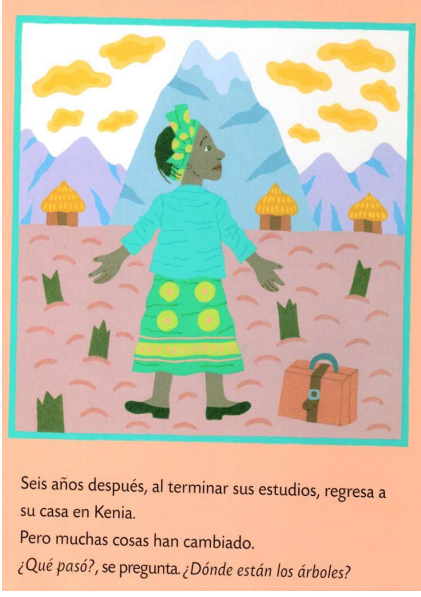 Seis años después, al terminar sus estudios, regresa a
su casa en Kenia.
Pero muchas cosas han cambiado.
¿Qué pasó?, se pregunta. ¿Dónde están los árboles?